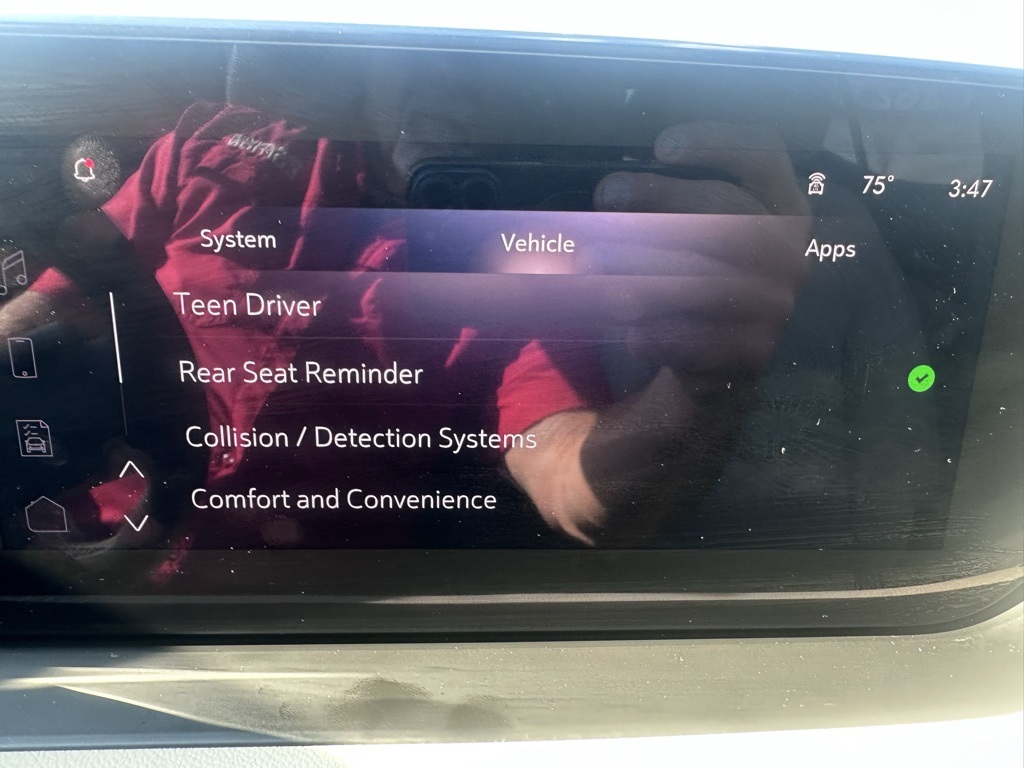 75° 3:47
System Vehicle Apps
Teen Driver
Rear Seat Reminder
Collision / Detection Systems
Comfort and Convenience